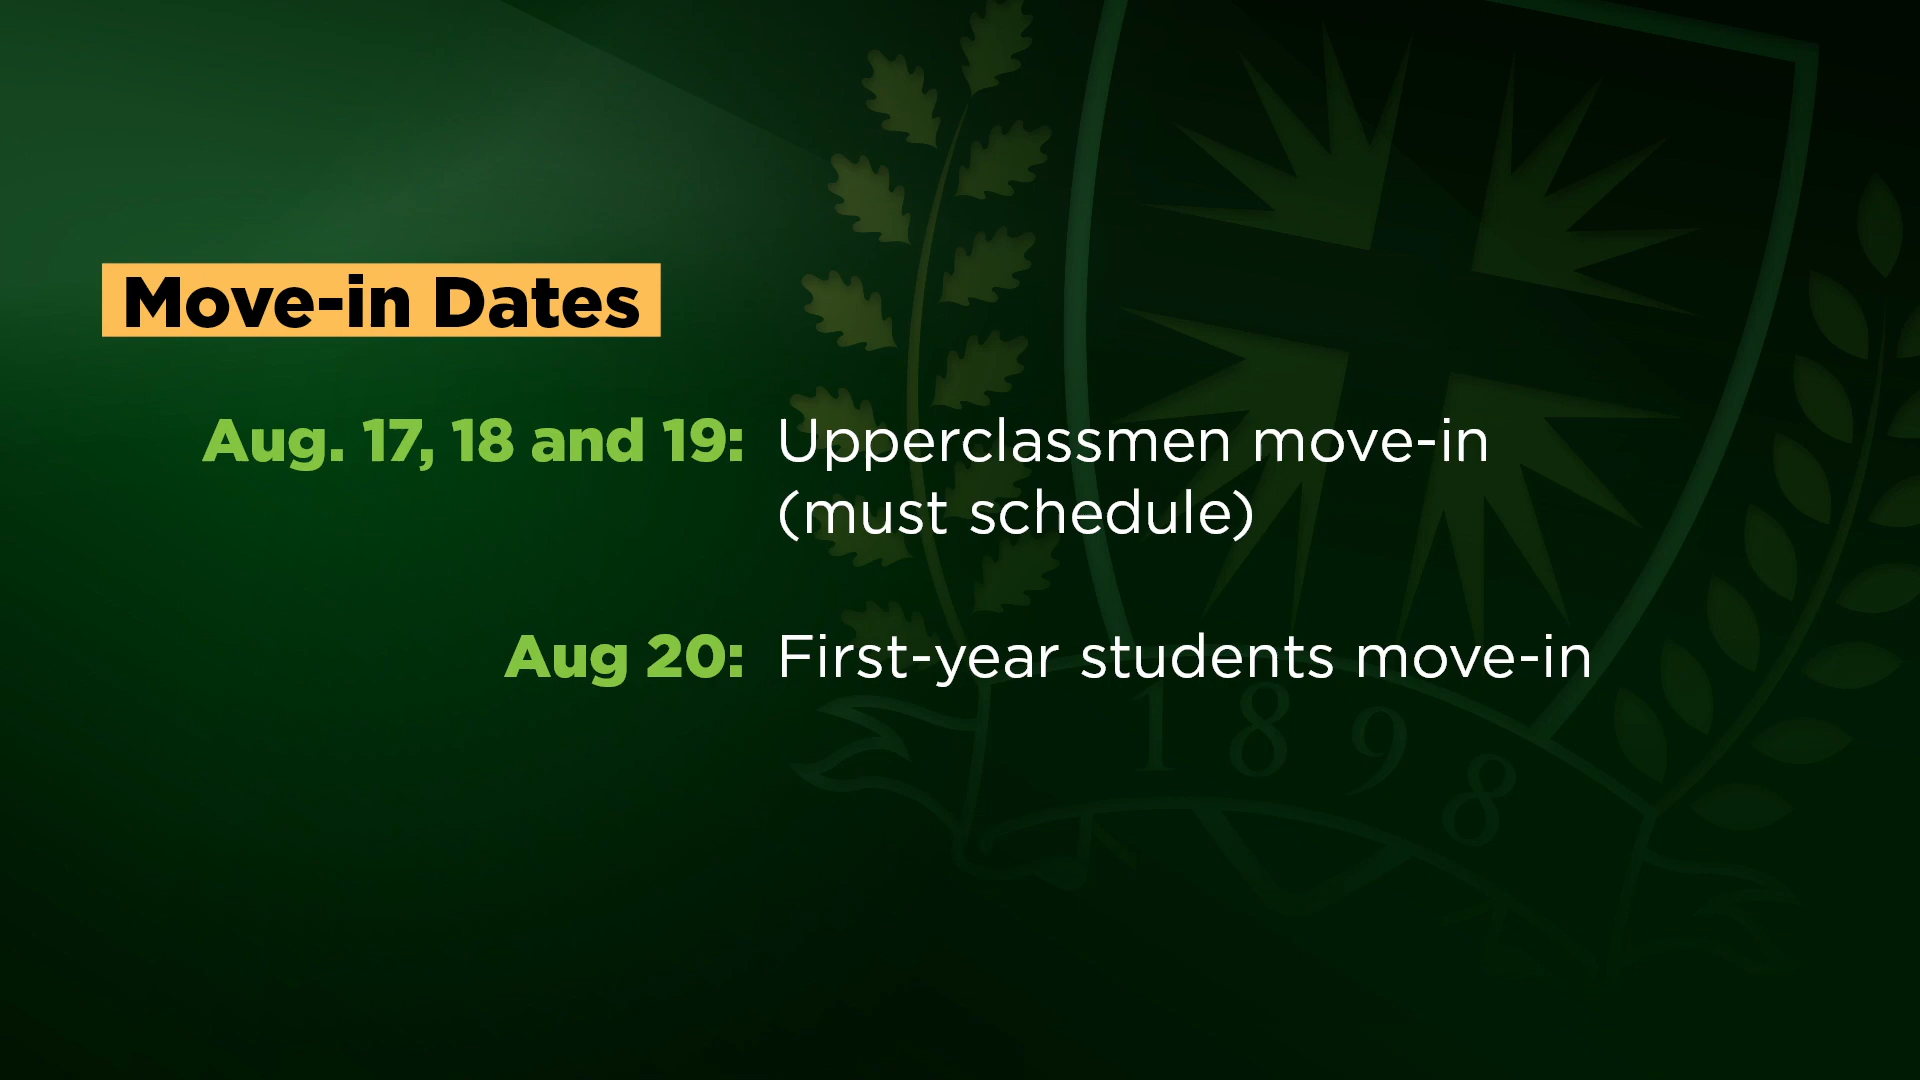 Move-in Dates
Aug. 17, 18 and 19: Upperclassmen move-in
(must schedule)
Aug 20: First-year students move-in
1898